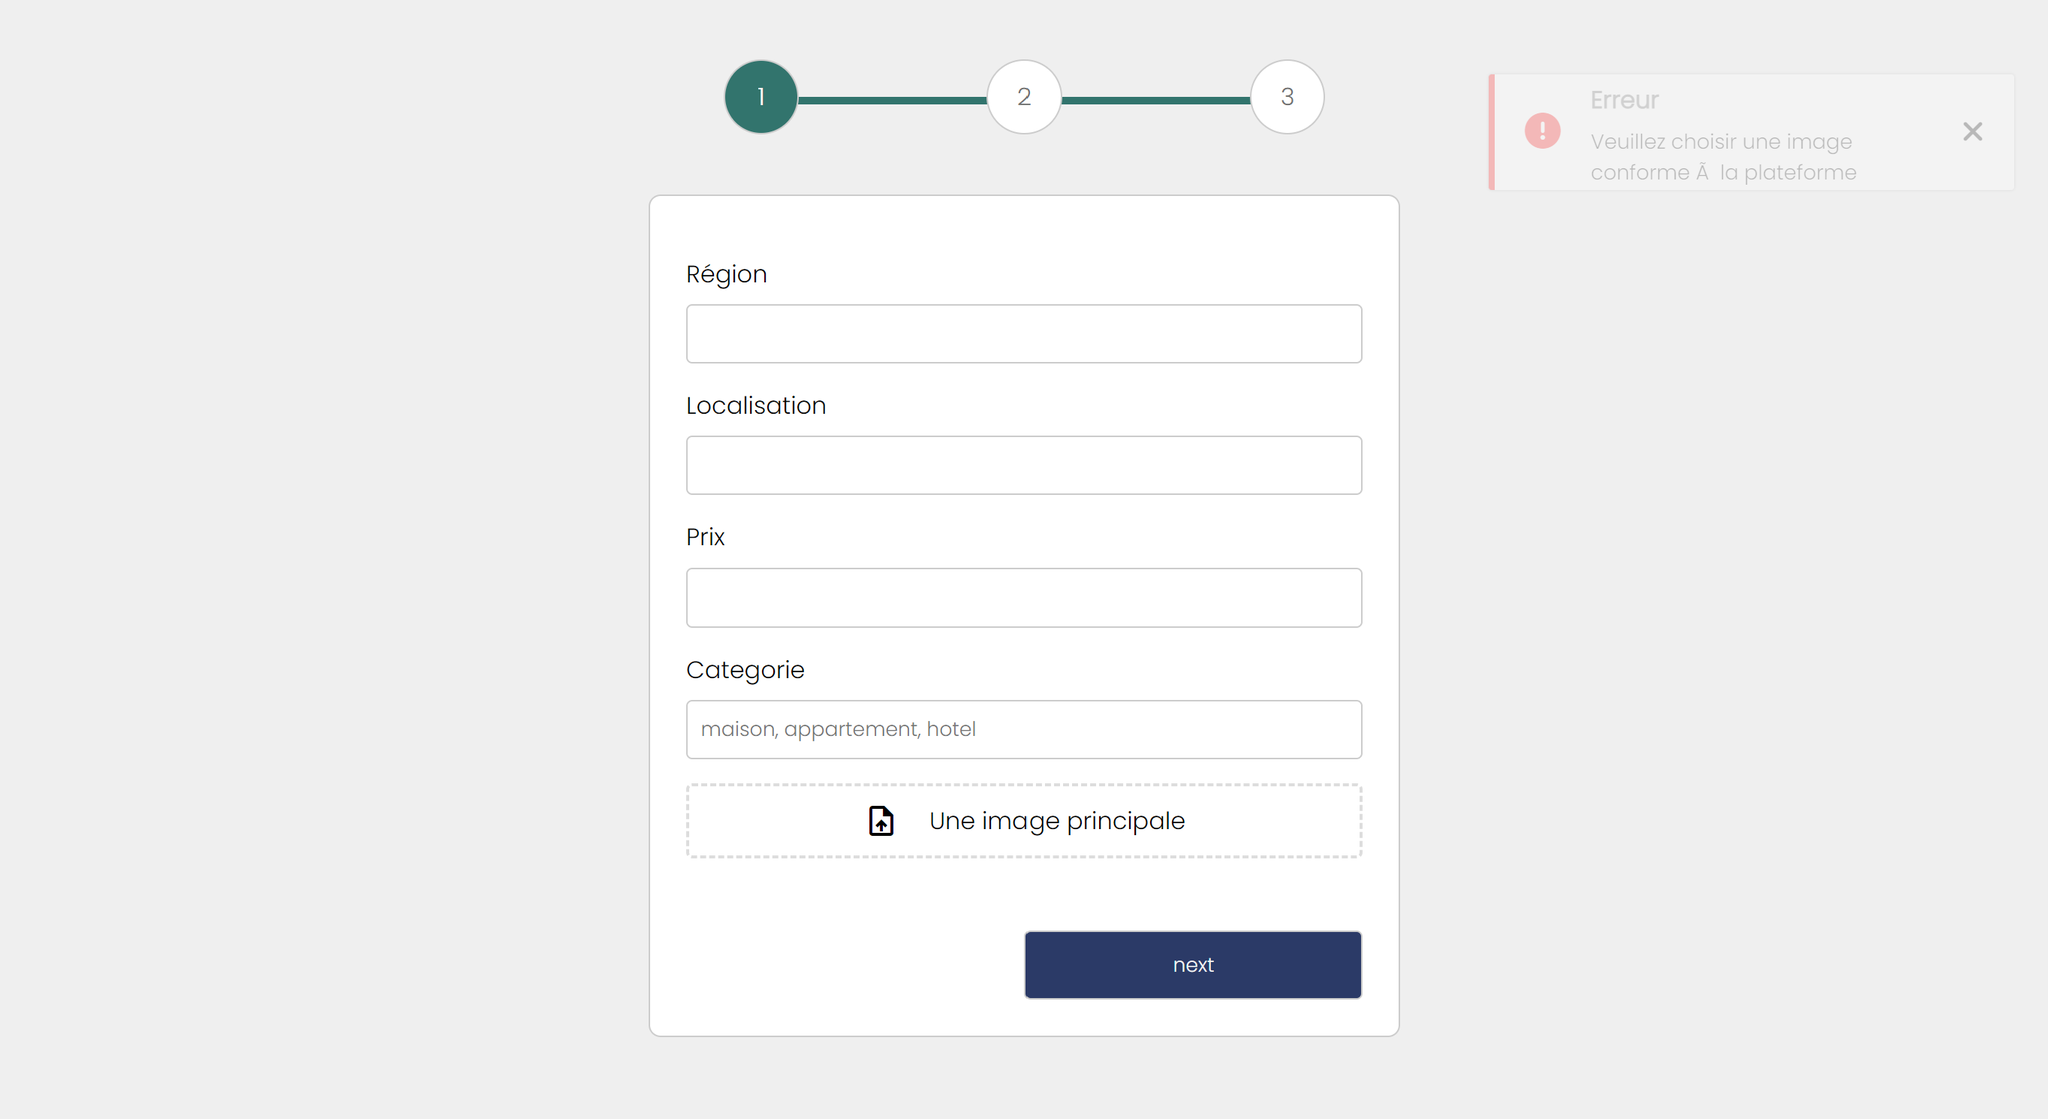 1
2
3
Erreur
Veuillez choisir une image
conforme Ã  la plateforme
Région
Localisation
Prix
Categorie
maison, appartement, hotel
Une image principale
next